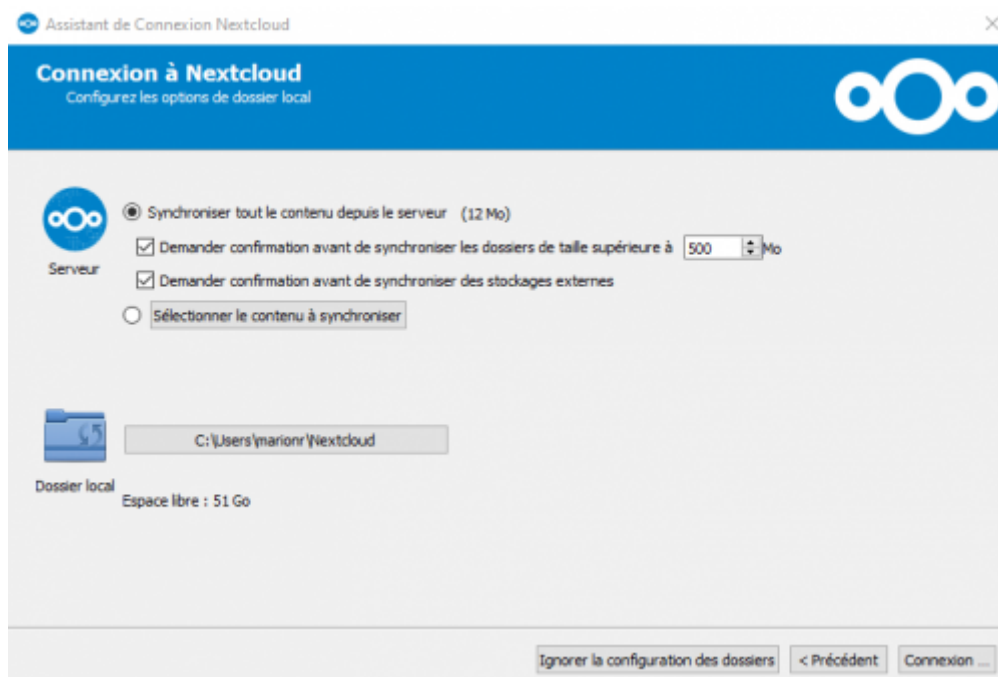 Assistant de Connexion Nextcloud
Connexion à Nextcloud
Configurez les options de dossier local
Synchroniser tout le contenu depuis le serveur (12 Mo)
Demander confirmation avant de synchroniser les dossiers de taille supérieure à 500 Mo
Serveur
Demander confirmation avant de synchroniser des stockages externes
Sélectionner le contenu à synchroniser
C:\Users\marionr\Nextcloud
Dossier local
Espace libre : 51 Go
Ignorer la configuration des dossiers < Précédent Connexion ...